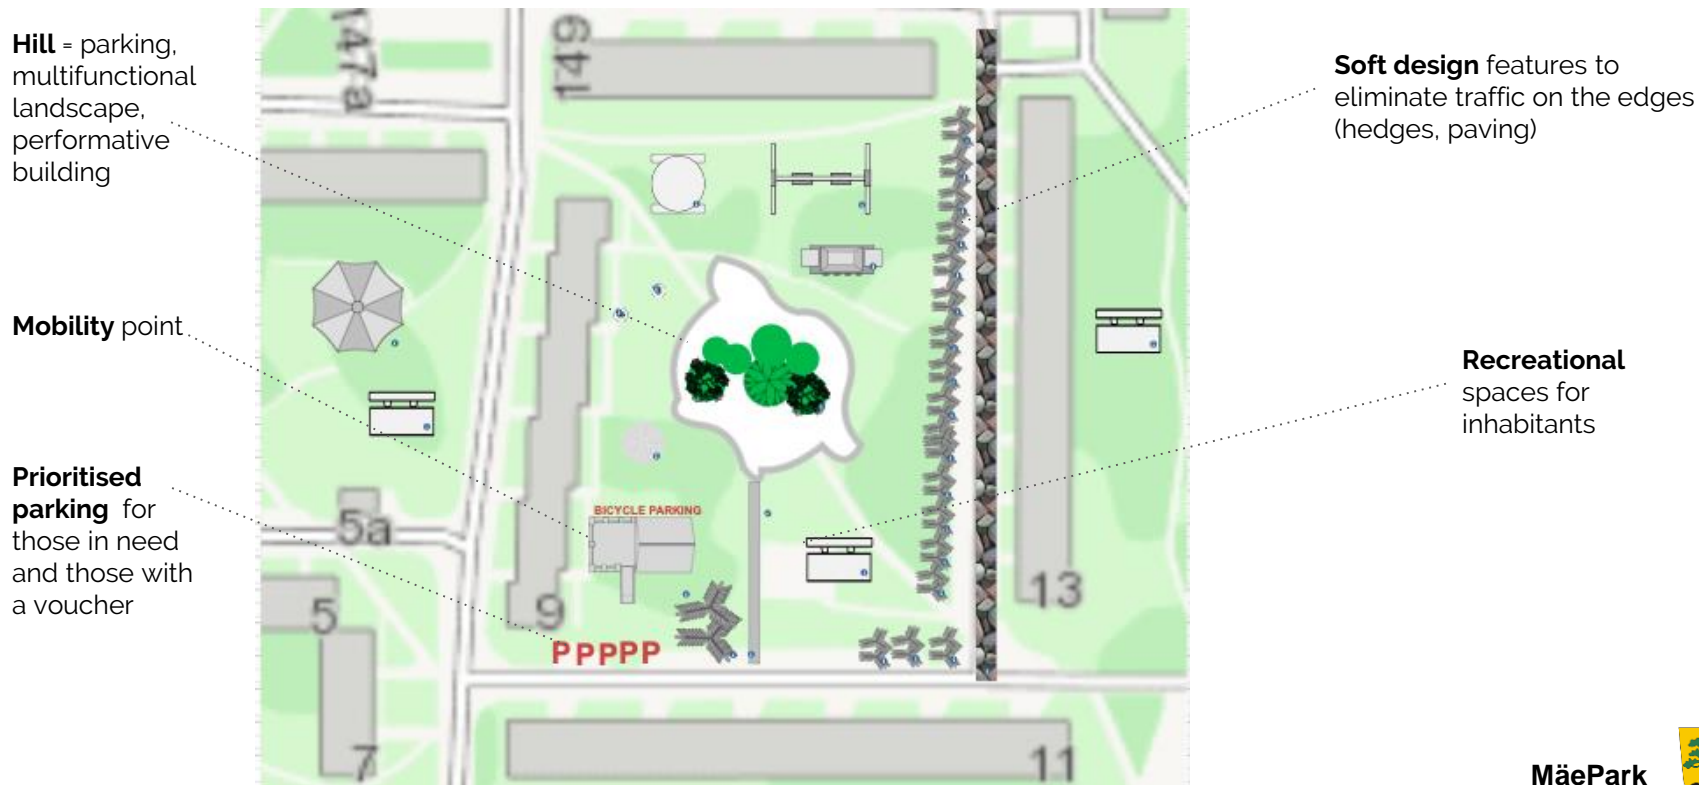 Hill = parking,
multifunctional
landscape,
performative
building
Mobility point
Prioritised
parking for
those in need
and those with
a voucher
47a
149
BICYCLE PARKING
5a
5
9
7
PPPPP
13
11
Soft design features to
eliminate traffic on the edges
(hedges, paving)
Recreational
spaces for
inhabitants
MäePark